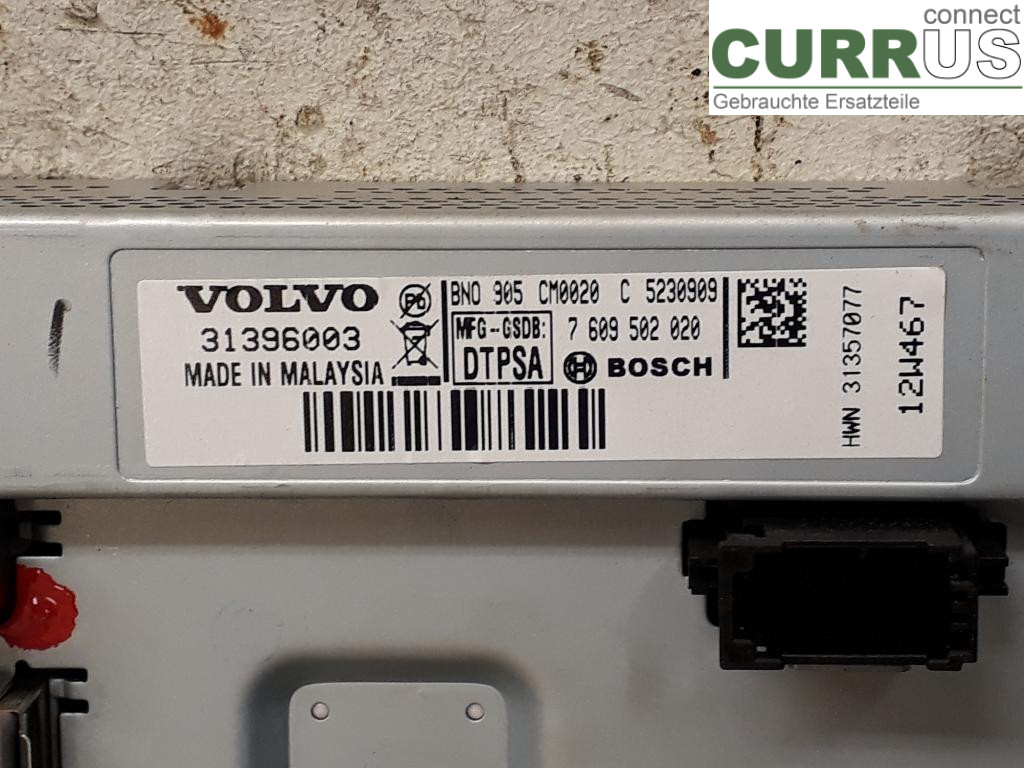 connect
CURRUS
Gebrauchte Ersatzteile
VOLVO
31396003
MADE IN MALAYSIA
BNO 905 CM0020 C 5230909
MFG-GSDB:
DTPSA
7 609 502 020
BOSCH
HWN 31357077
12W467